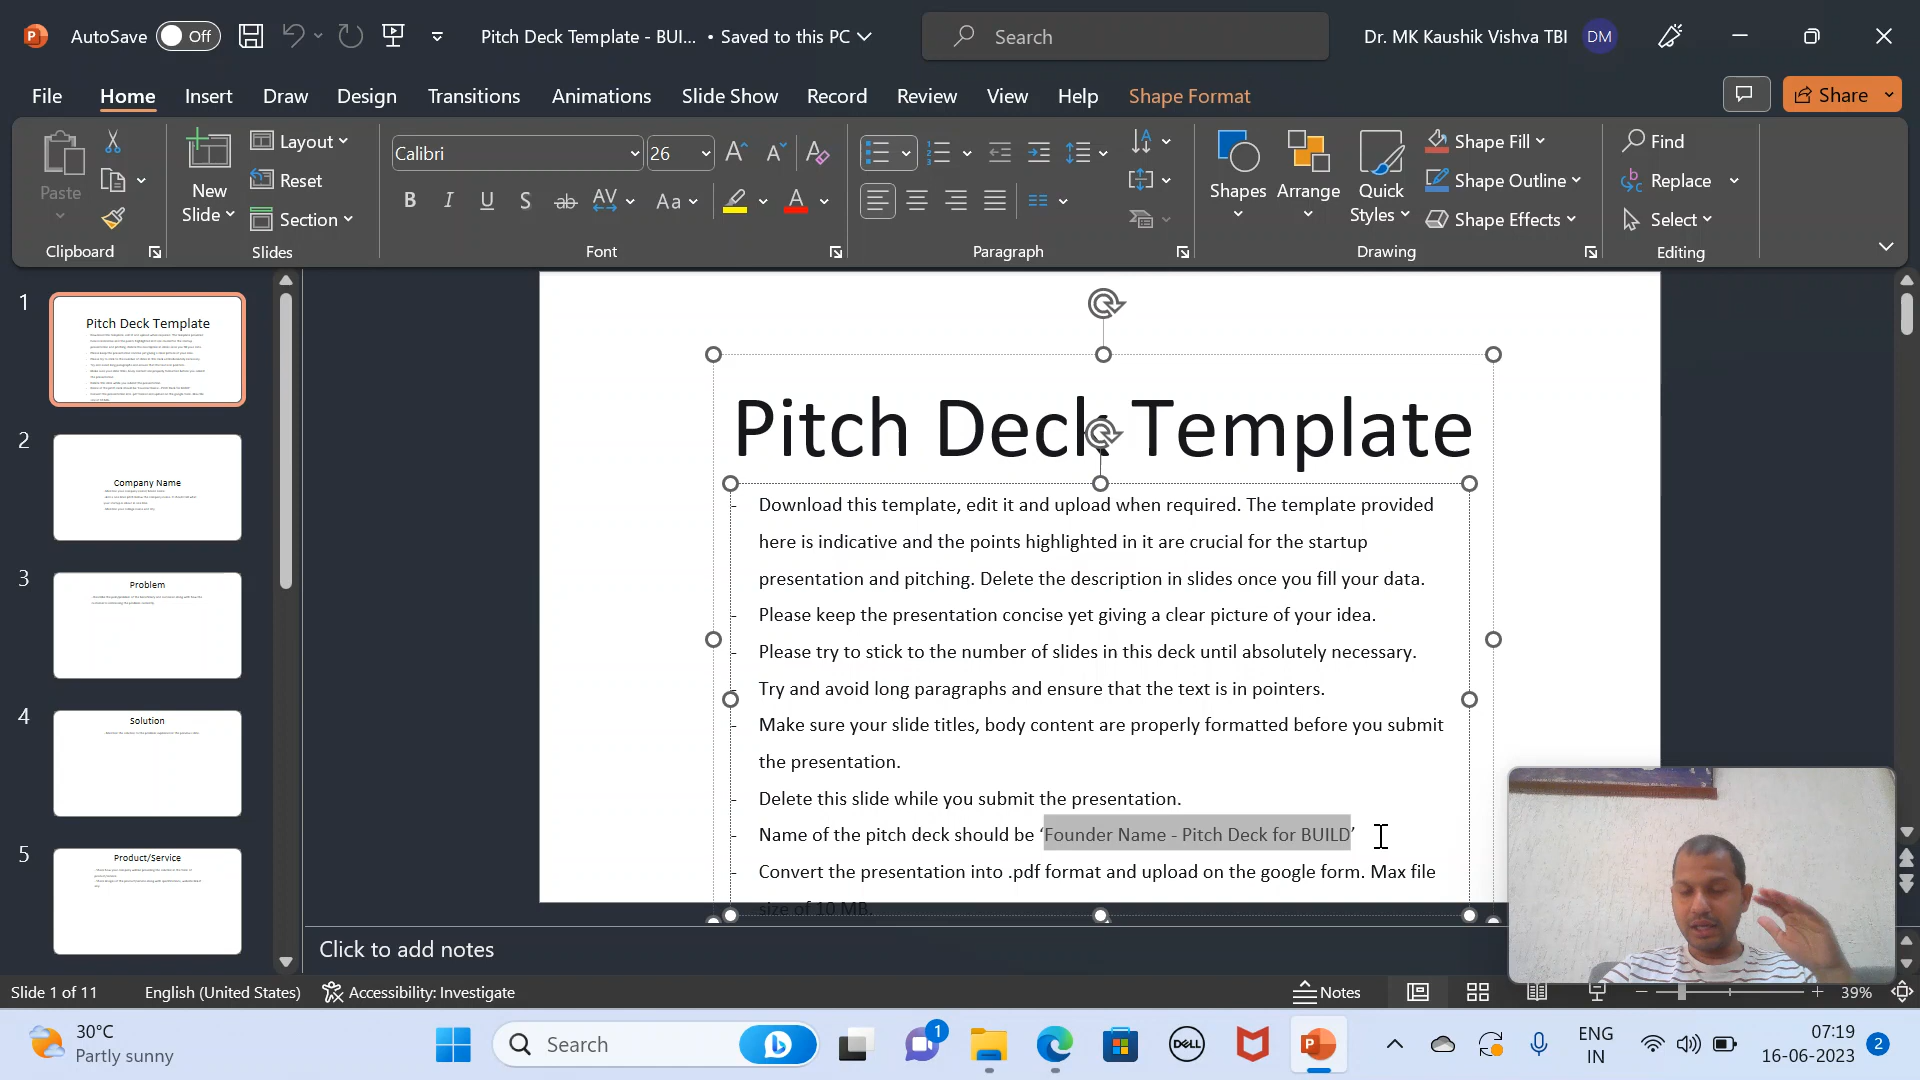 AutoSave Off Pitch Deck Template - BUI... • Saved to this PC Search Dr. MK Kaushik Vishva TBI DM
File Home Insert Draw Design Transitions Animations Slide Show Record Review View Help Shape Format Share
Paste New Slide Layout Reset Section Calibri 26 Shapes Arrange Quick Styles Shape Fill Shape Outline Shape Effects Find Replace Select
Clipboard Slides Font Paragraph Drawing Editing
1
Pitch Deck Template
2
Company Name
3
Problem
4
Solution
5
Product/Service
Pitch Deck Template
- Download this template, edit it and upload when required. The template provided
here is indicative and the points highlighted in it are crucial for the startup
presentation and pitching. Delete the description in slides once you fill your data.
- Please keep the presentation concise yet giving a clear picture of your idea.
- Please try to stick to the number of slides in this deck until absolutely necessary.
- Try and avoid long paragraphs and ensure that the text is in pointers.
- Make sure your slide titles, body content are properly formatted before you submit
the presentation.
- Delete this slide while you submit the presentation.
- Name of the pitch deck should be ‘Founder Name - Pitch Deck for BUILD’
- Convert the presentation into .pdf format and upload on the google form. Max file
size of 10 MB.
Click to add notes
Slide 1 of 11 English (United States) Accessibility: Investigate Notes 39%
30°C
Partly sunny
Search
1
DELL
ENG
IN
07:19
16-06-2023
2